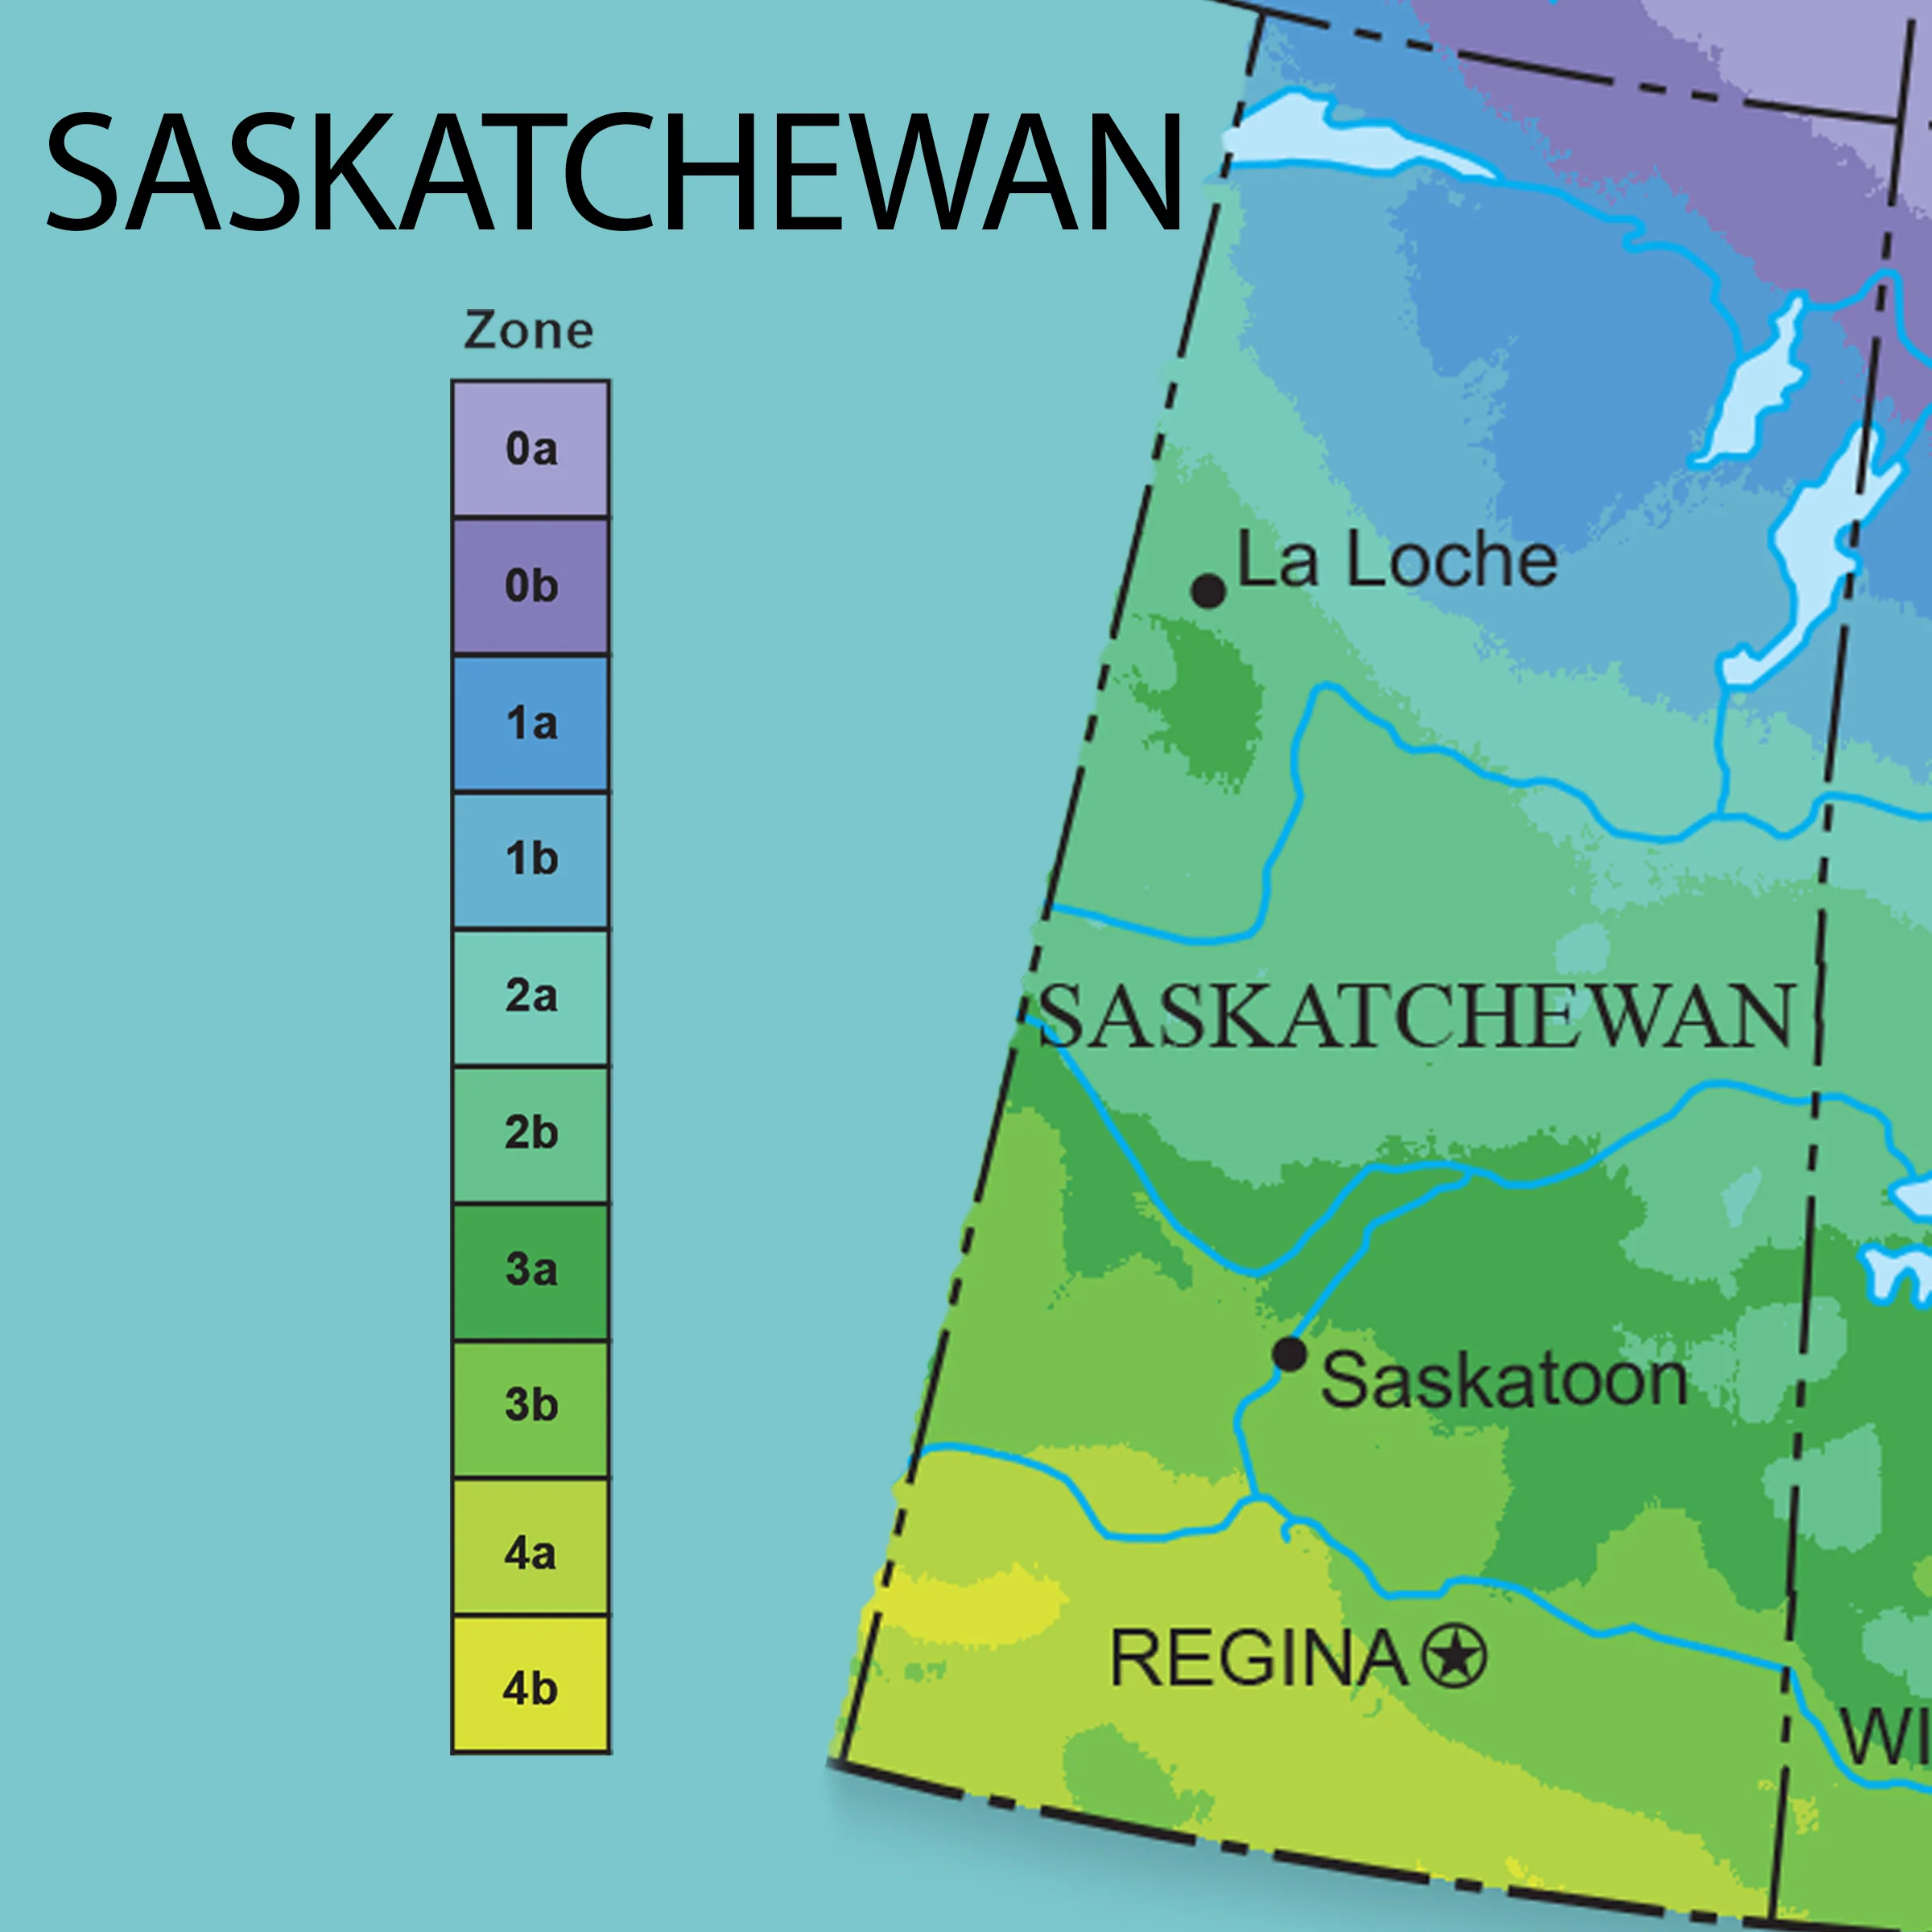 SASKATCHEWAN
Zone
0a
0b
1a
1b
2a
2b
3a
3b
4a
4b
La Loche
SASKATCHEWAN
Saskatoon
REGINA
WI